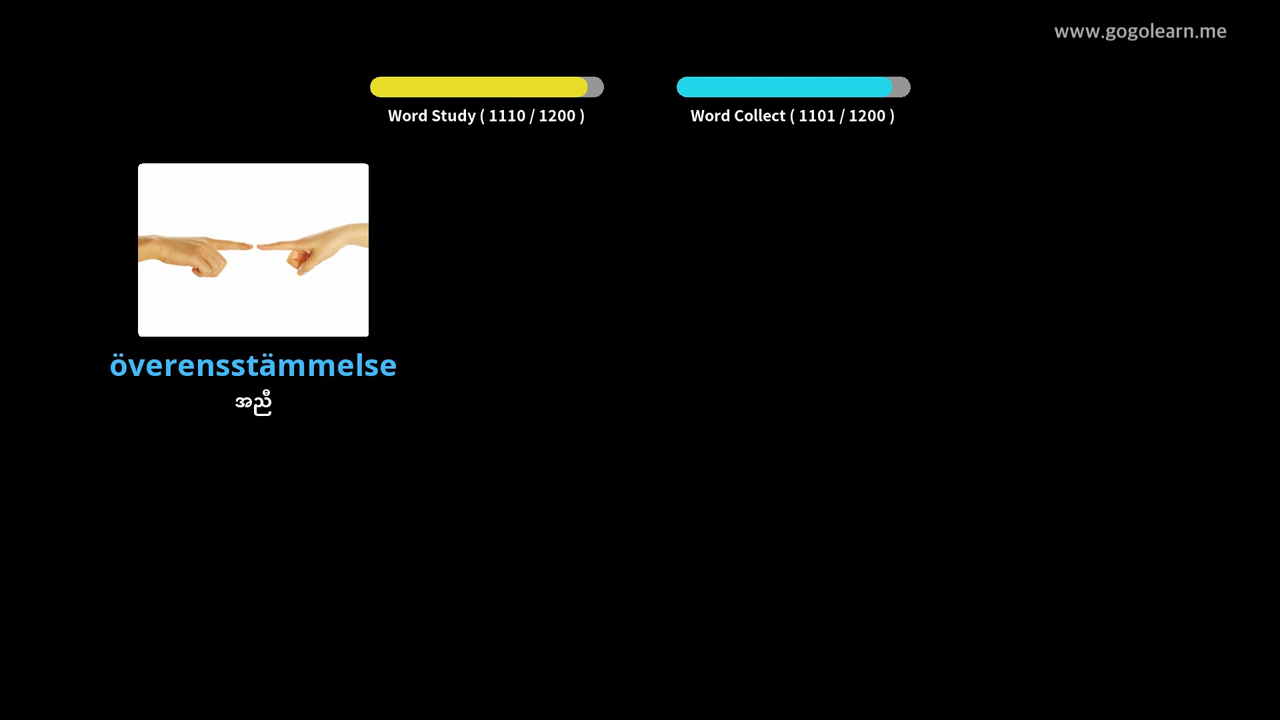 www.gogolearn.me
Word Study ( 1110 / 1200 )
Word Collect ( 1101 / 1200 )
överensstämmelse
အညီ